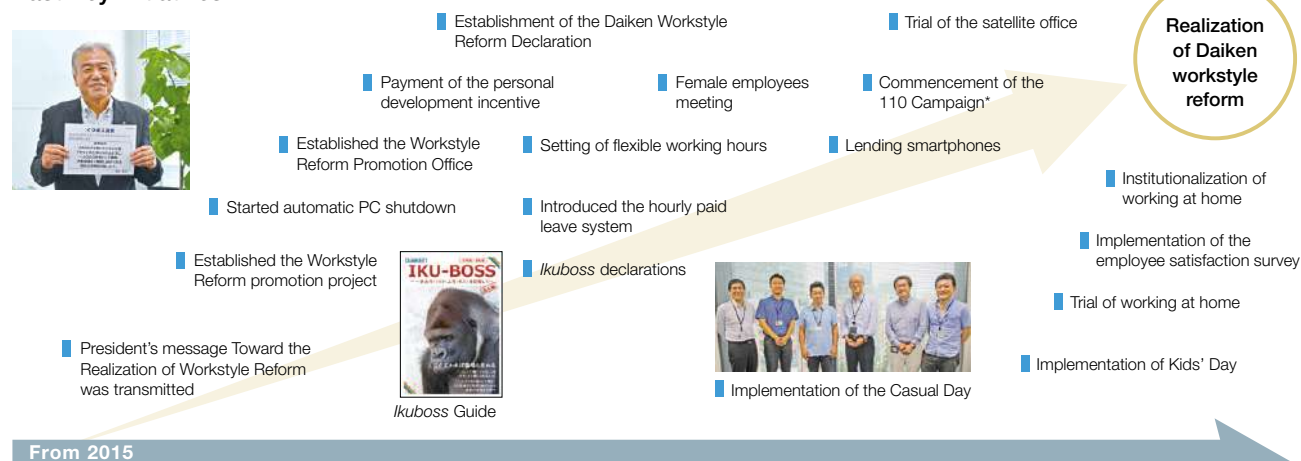 Establishment of the Daiken Workstyle
Reform Declaration
Trial of the satellite office
Realization
of Daiken
workstyle
reform
Payment of the personal
development incentive
Female employees
meeting
Commencement of the
110 Campaign*
Established the Workstyle
Reform Promotion Office
Setting of flexible working hours
Lending smartphones
Institutionalization of
working at home
Started automatic PC shutdown
Introduced the hourly paid
leave system
Implementation of the
employee satisfaction survey
Established the Workstyle
Reform promotion project
IKU-BOSS
Ikuboss declarations
Trial of working at home
President's message Toward the
Realization of Workstyle Reform
was transmitted
Implementation of Kids' Day
Implementation of the Casual Day
Ikuboss Guide
From 2015